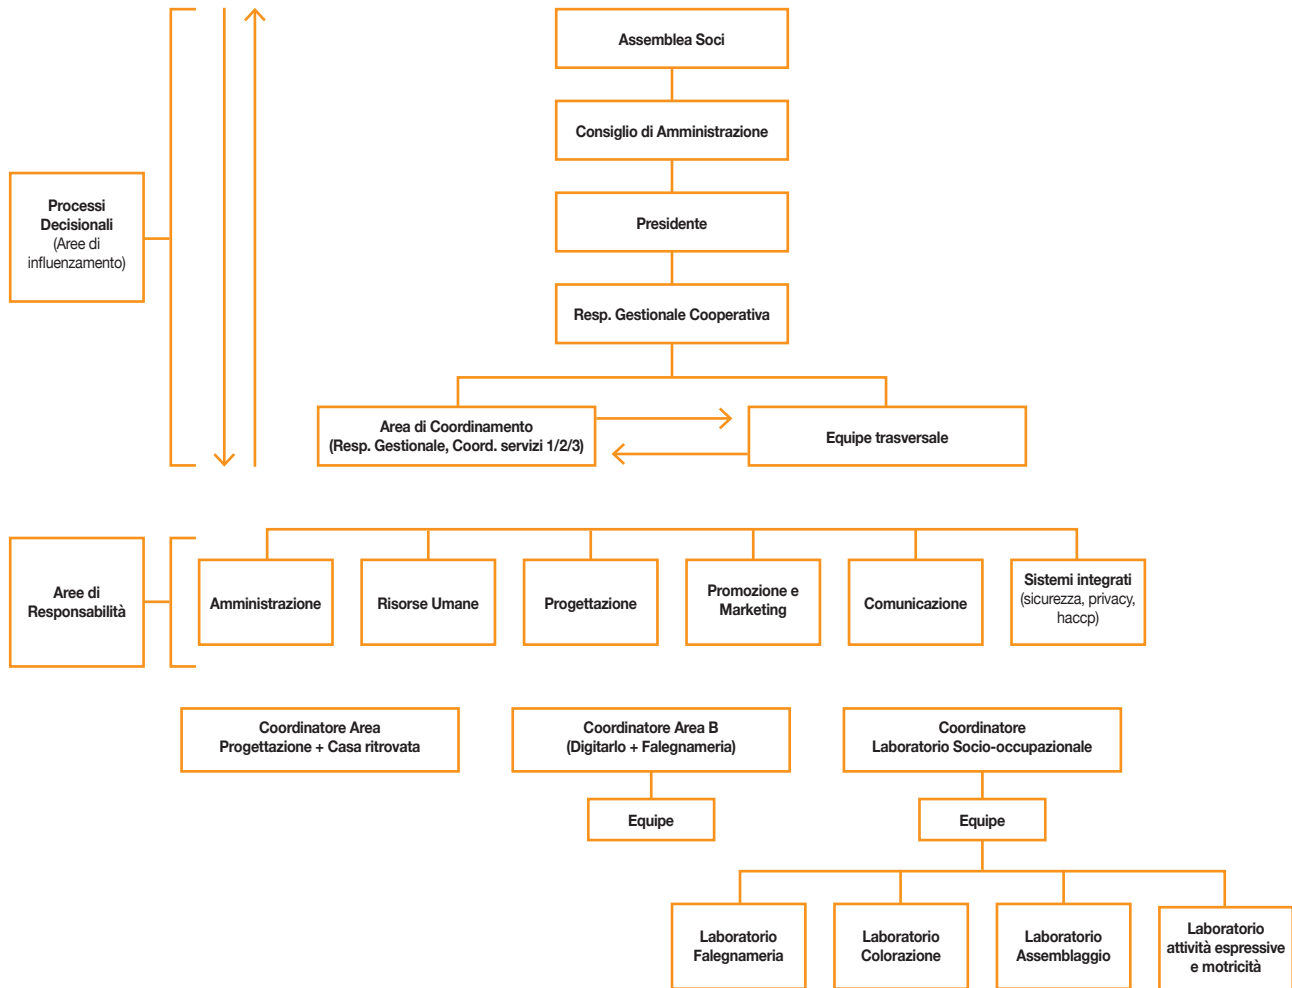 Assemblea Soci
Consiglio di Amministrazione
Processi
Decisionali
(Aree di
influenzamento)
Presidente
Resp. Gestionale Cooperativa
Area di Coordinamento
(Resp. Gestionale, Coord. servizi 1/2/3)
Equipe trasversale
Aree di
Responsabilità
Amministrazione
Risorse Umane
Progettazione
Promozione e
Marketing
Comunicazione
Sistemi integrati
(sicurezza, privacy,
haccp)
Coordinatore Area
Progettazione + Casa ritrovata
Coordinatore Area B
(Digitarlo + Falegnameria)
Coordinatore
Laboratorio Socio-occupazionale
Equipe
Equipe
Laboratorio
Falegnameria
Laboratorio
Colorazione
Laboratorio
Assemblaggio
Laboratorio
attività espressive
e motricità